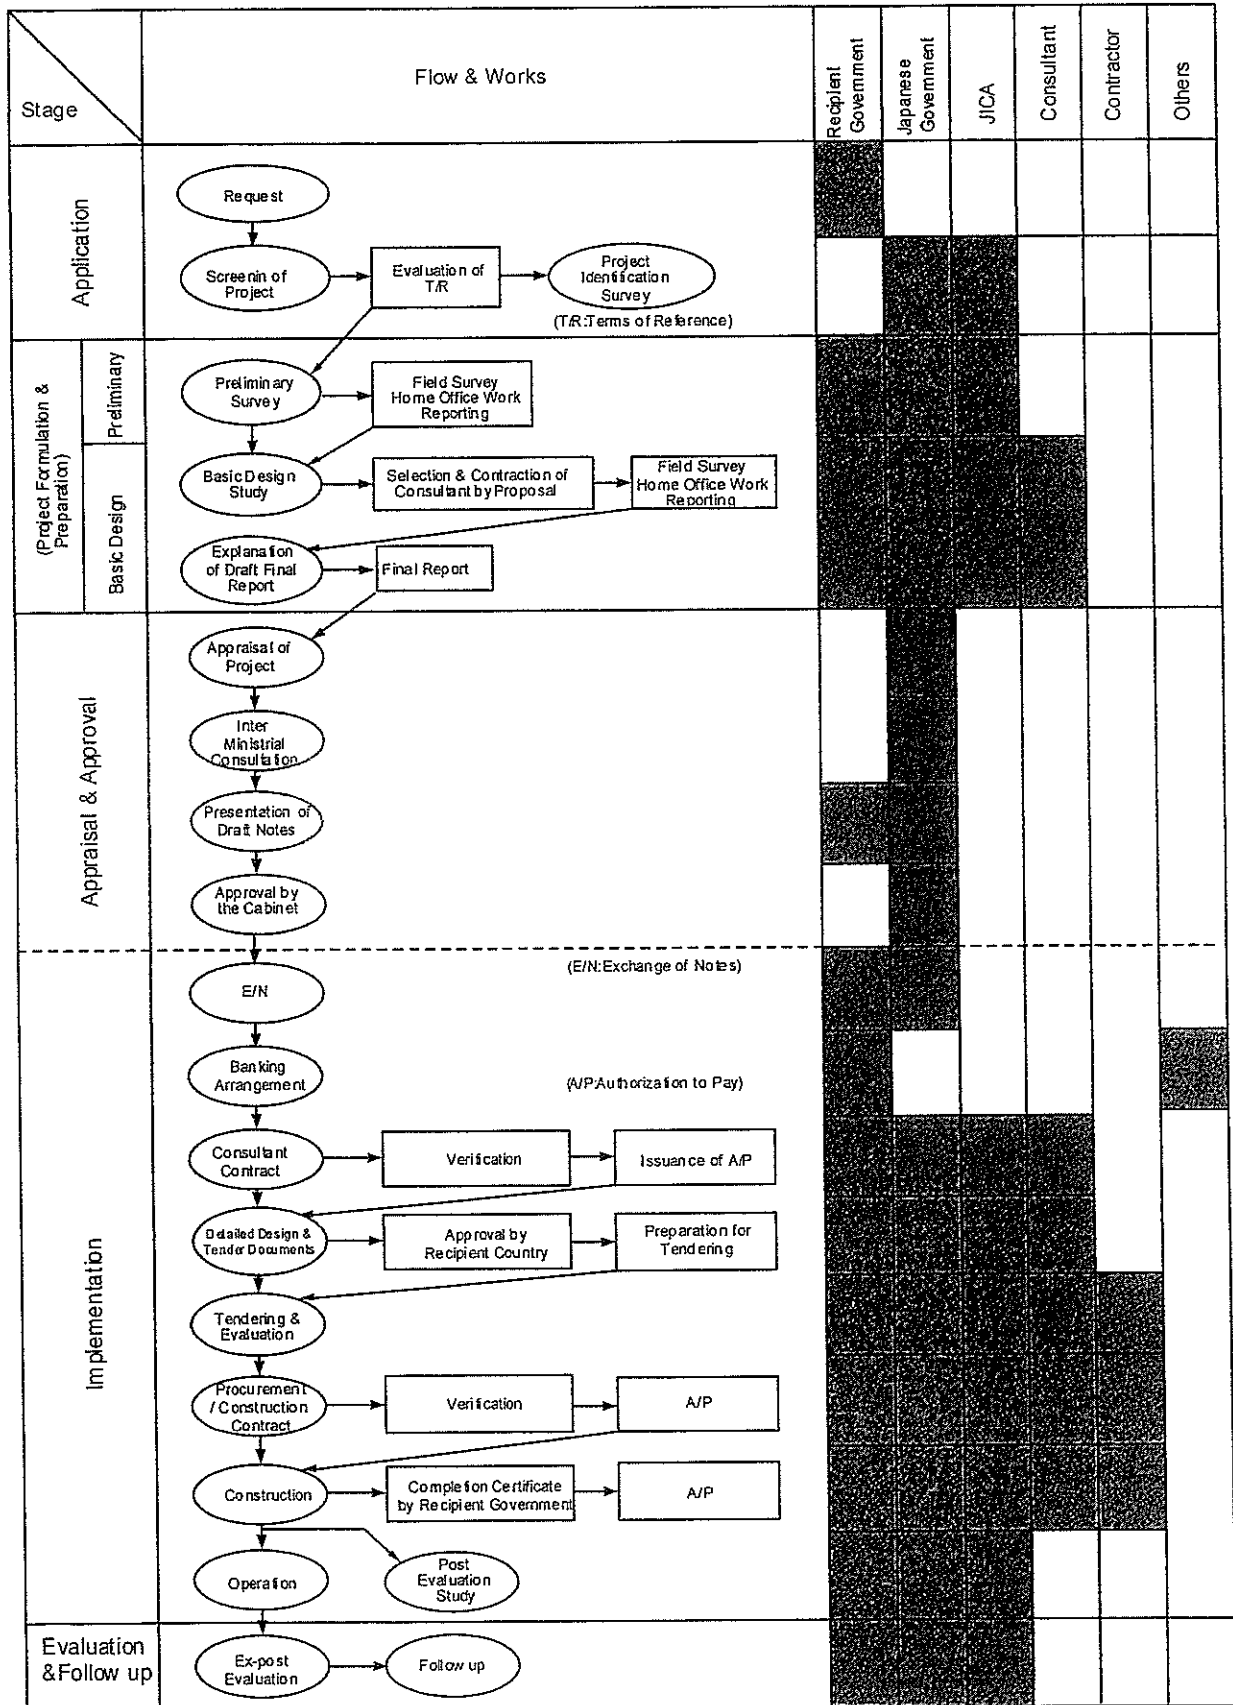 Stage
Flow & Works
Recipient
Government
Japanese
Government
JICA
Consultant
Contractor
Others
Application
Request
Screenin of
Project
Evaluation of
T/R
Project
Identification
Survey
(T/R:Terms of Reference)
(Project Formulation &
Preparation)
Preliminary
Preliminary
Survey
Field Survey
Home Office Work
Reporting
Basic Design
Basic Design
Study
Selection & Contraction of
Consultant by Proposal
Field Survey
Home Office Work
Reporting
Explanation
of Draft Final
Report
Final Report
Appraisal & Approval
Appraisal of
Project
Inter
Ministrial
Consultation
Presentation of
Draft Notes
Approval by
the Cabinet
Implementation
(E/N:Exchange of Notes)
E/N
Banking
Arrangement
(A/P:Authorization to Pay)
Consultant
Contract
Verification
Issuance of A/P
Detailed Design &
Tender Documents
Approval by
Recipient Country
Preparation for
Tendering
Tendering &
Evaluation
Procurement
/ Construction
Contract
Verification
A/P
Construction
Completion Certificate
by Recipient Government
A/P
Operation
Post
Evaluation
Study
Evaluation
&Follow up
Ex-post
Evaluation
Follow up